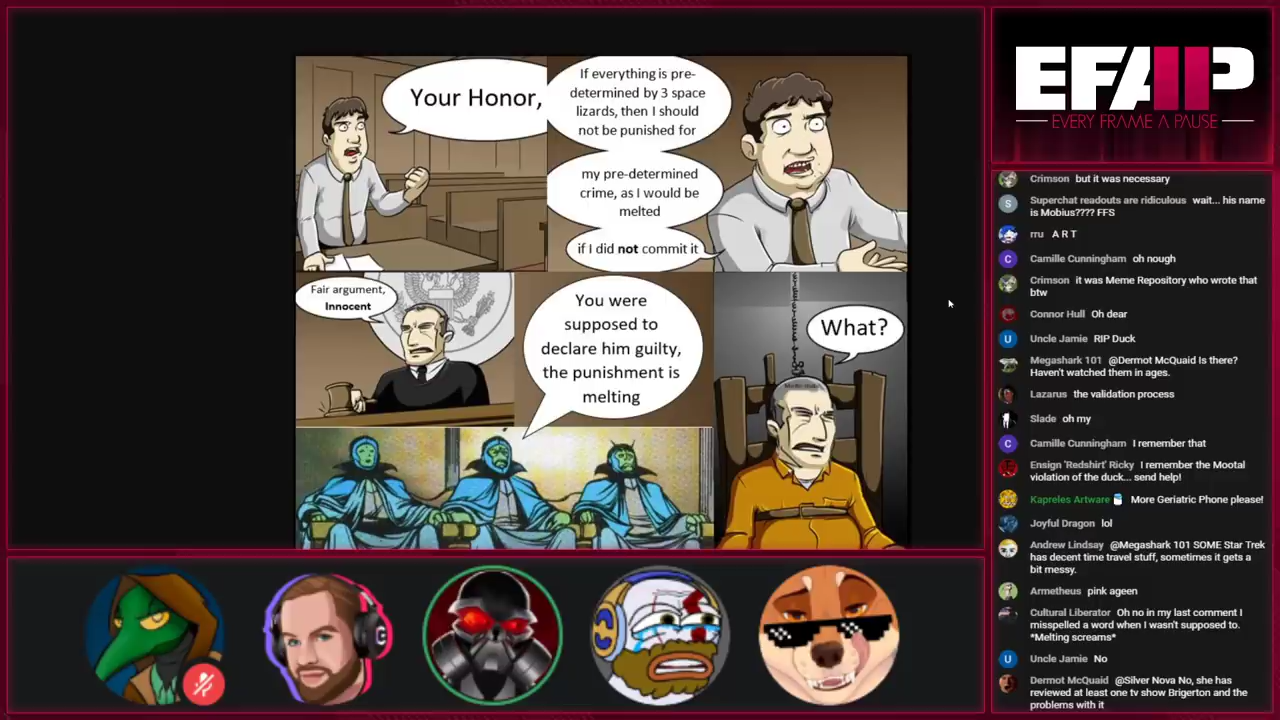 Your Honor,
If everything is pre-
determined by 3 space
lizards, then I should
not be punished for
my pre-determined
crime, as I would be
melted
if I did not commit it
Fair argument,
Innocent
You were
supposed to
declare him guilty,
the punishment is
melting
What?
EFAP
EVERY FRAME A PAUSE
Crimson but it was necessary
Superchat readouts are ridiculous wait... his name
is Mobius???? FFS
rru A R T
Camille Cunningham oh nough
Crimson it was Meme Repository who wrote that
btw
Connor Hull Oh dear
Uncle Jamie RIP Duck
Megashark 101 @Dermot McQuaid Is there?
Haven't watched them in ages.
Lazarus the validation process
Slade oh my
Camille Cunningham I remember that
Ensign 'Redshirt' Ricky I remember the Mootal
violation of the duck... send help!
Kapreles Artware More Geriatric Phone please!
Joyful Dragon lol
Andrew Lindsay @Megashark 101 SOME Star Trek
has decent time travel stuff, sometimes it gets a
bit messy.
Armetheus pink ageen
Cultural Liberator Oh no in my last comment I
misspelled a word when I wasn't supposed to.
*Melting screams*
Uncle Jamie No
Dermot McQuaid @Silver Nova No, she has
reviewed at least one tv show Brigerton and the
problems with it